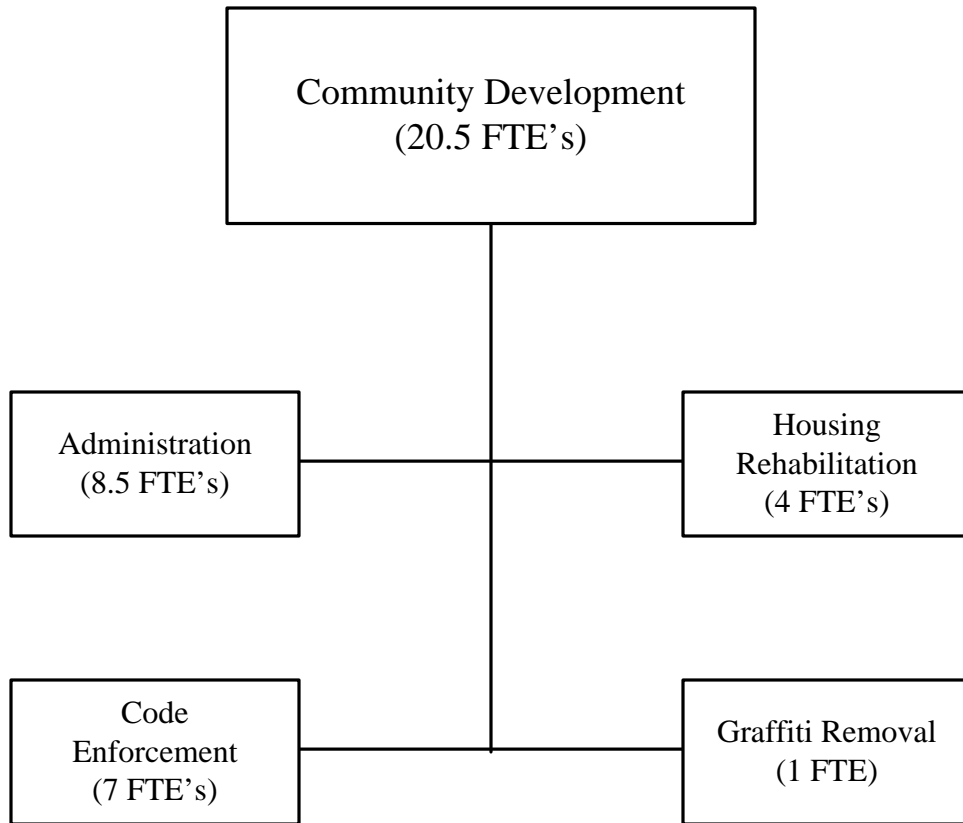 Community Development
(20.5 FTE’s)
Administration
(8.5 FTE’s)
Housing
Rehabilitation
(4 FTE’s)
Code
Enforcement
(7 FTE’s)
Graffiti Removal
(1 FTE)